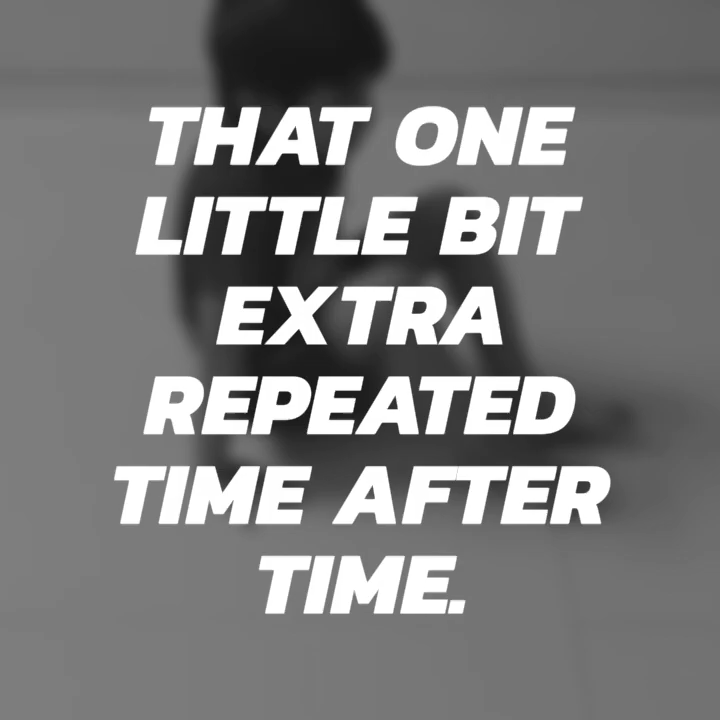 THAT ONE
LITTLE BIT
EXTRA
REPEATED
TIME AFTER
TIME.